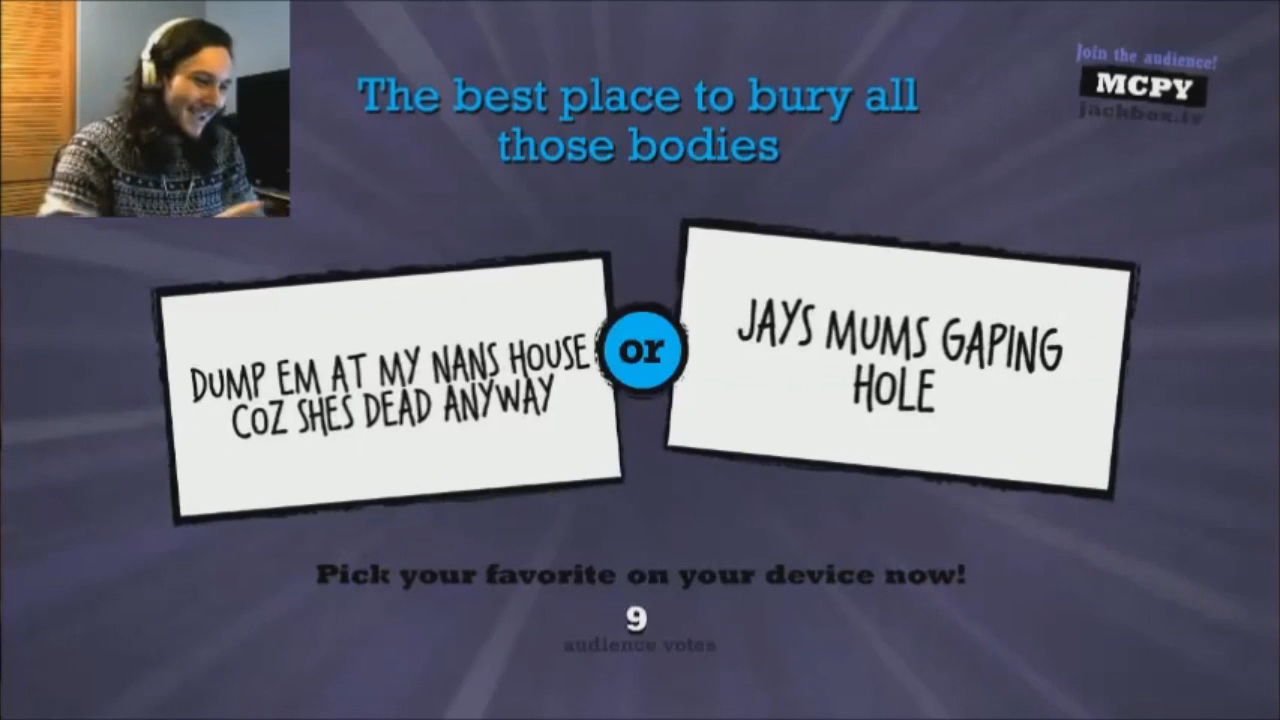 The best place to bury all
those bodies
Join the audience!
MCPY
jackbox.tv
DUMP EM AT MY NANS HOUSE
COZ SHES DEAD ANYWAY
or
JAYS MUMS GAPING
HOLE
Pick your favorite on your device now!
9
audience votes